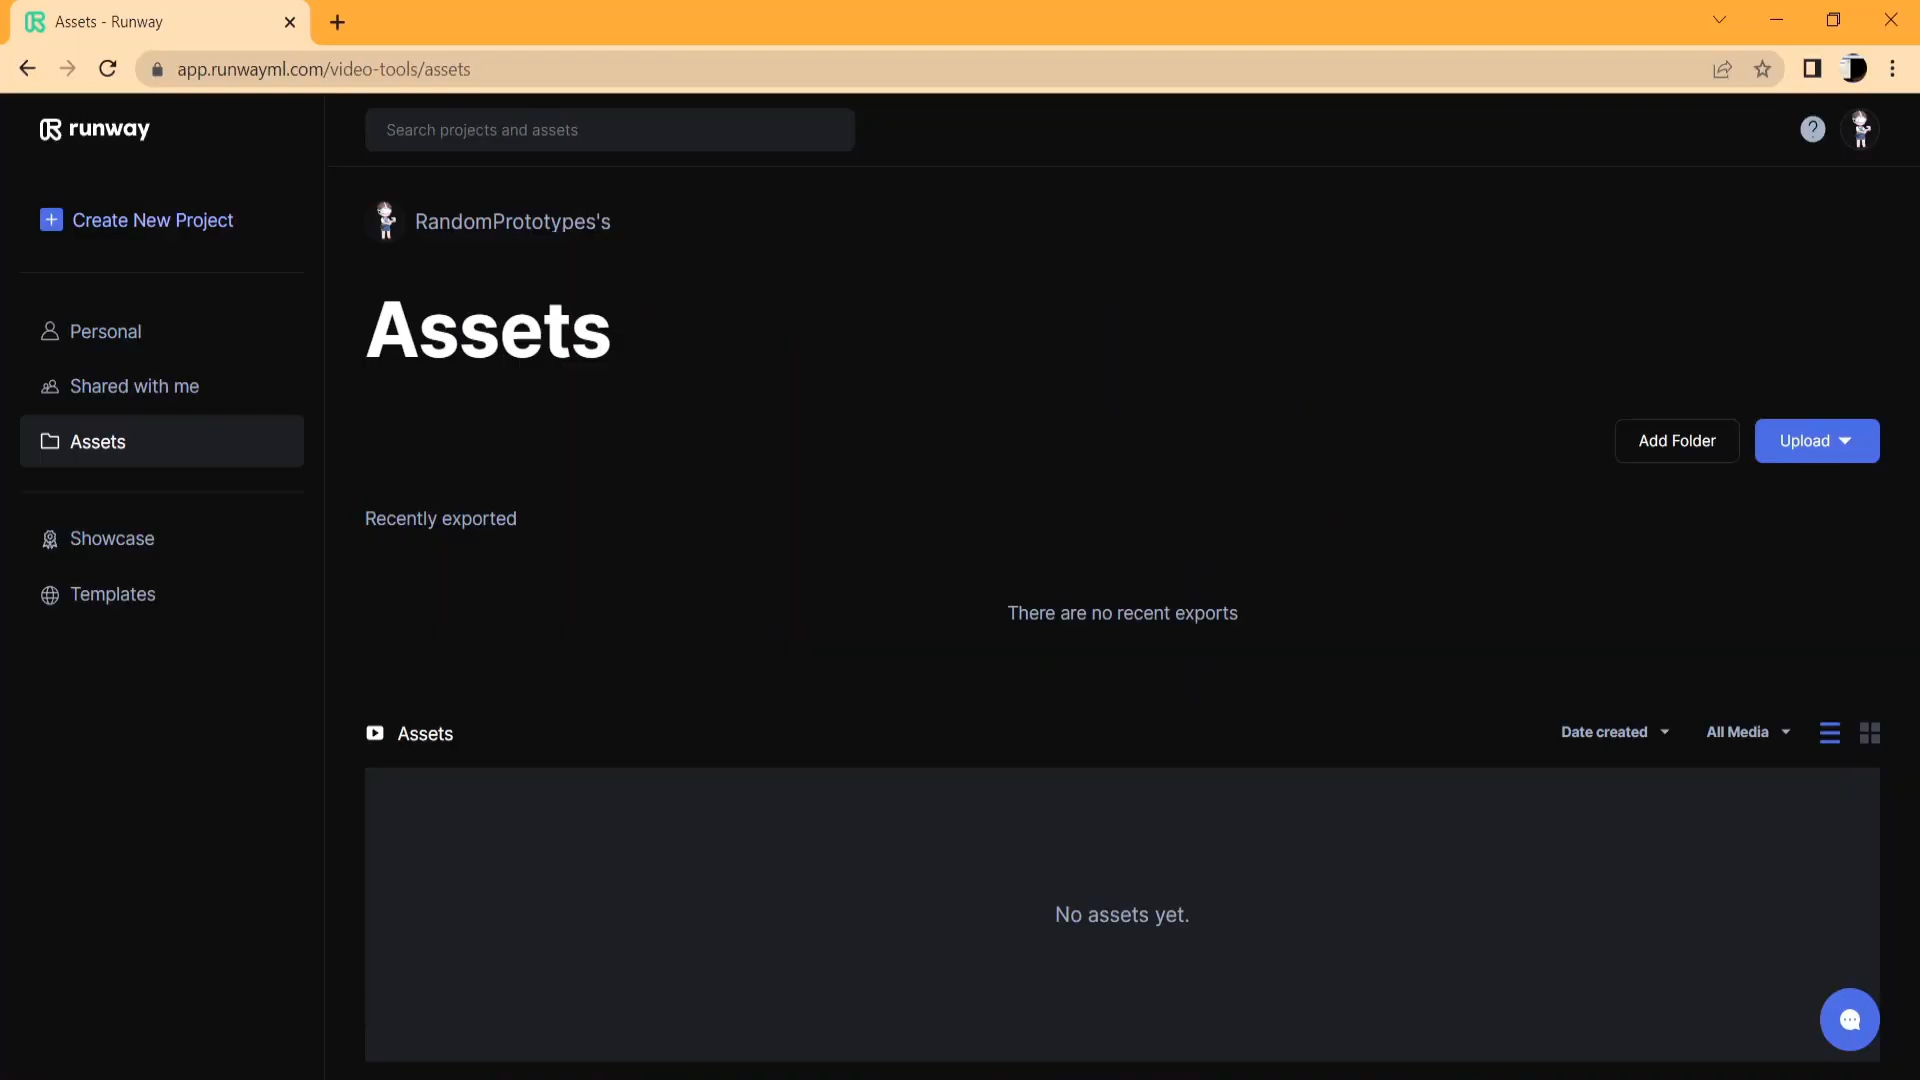 Assets - Runway
app.runwayml.com/video-tools/assets
runway
Search projects and assets
?
Create New Project
RandomPrototypes's
Assets
Personal
Shared with me
Assets
Add Folder
Upload
Recently exported
Showcase
Templates
There are no recent exports
Assets
Date created
All Media
No assets yet.